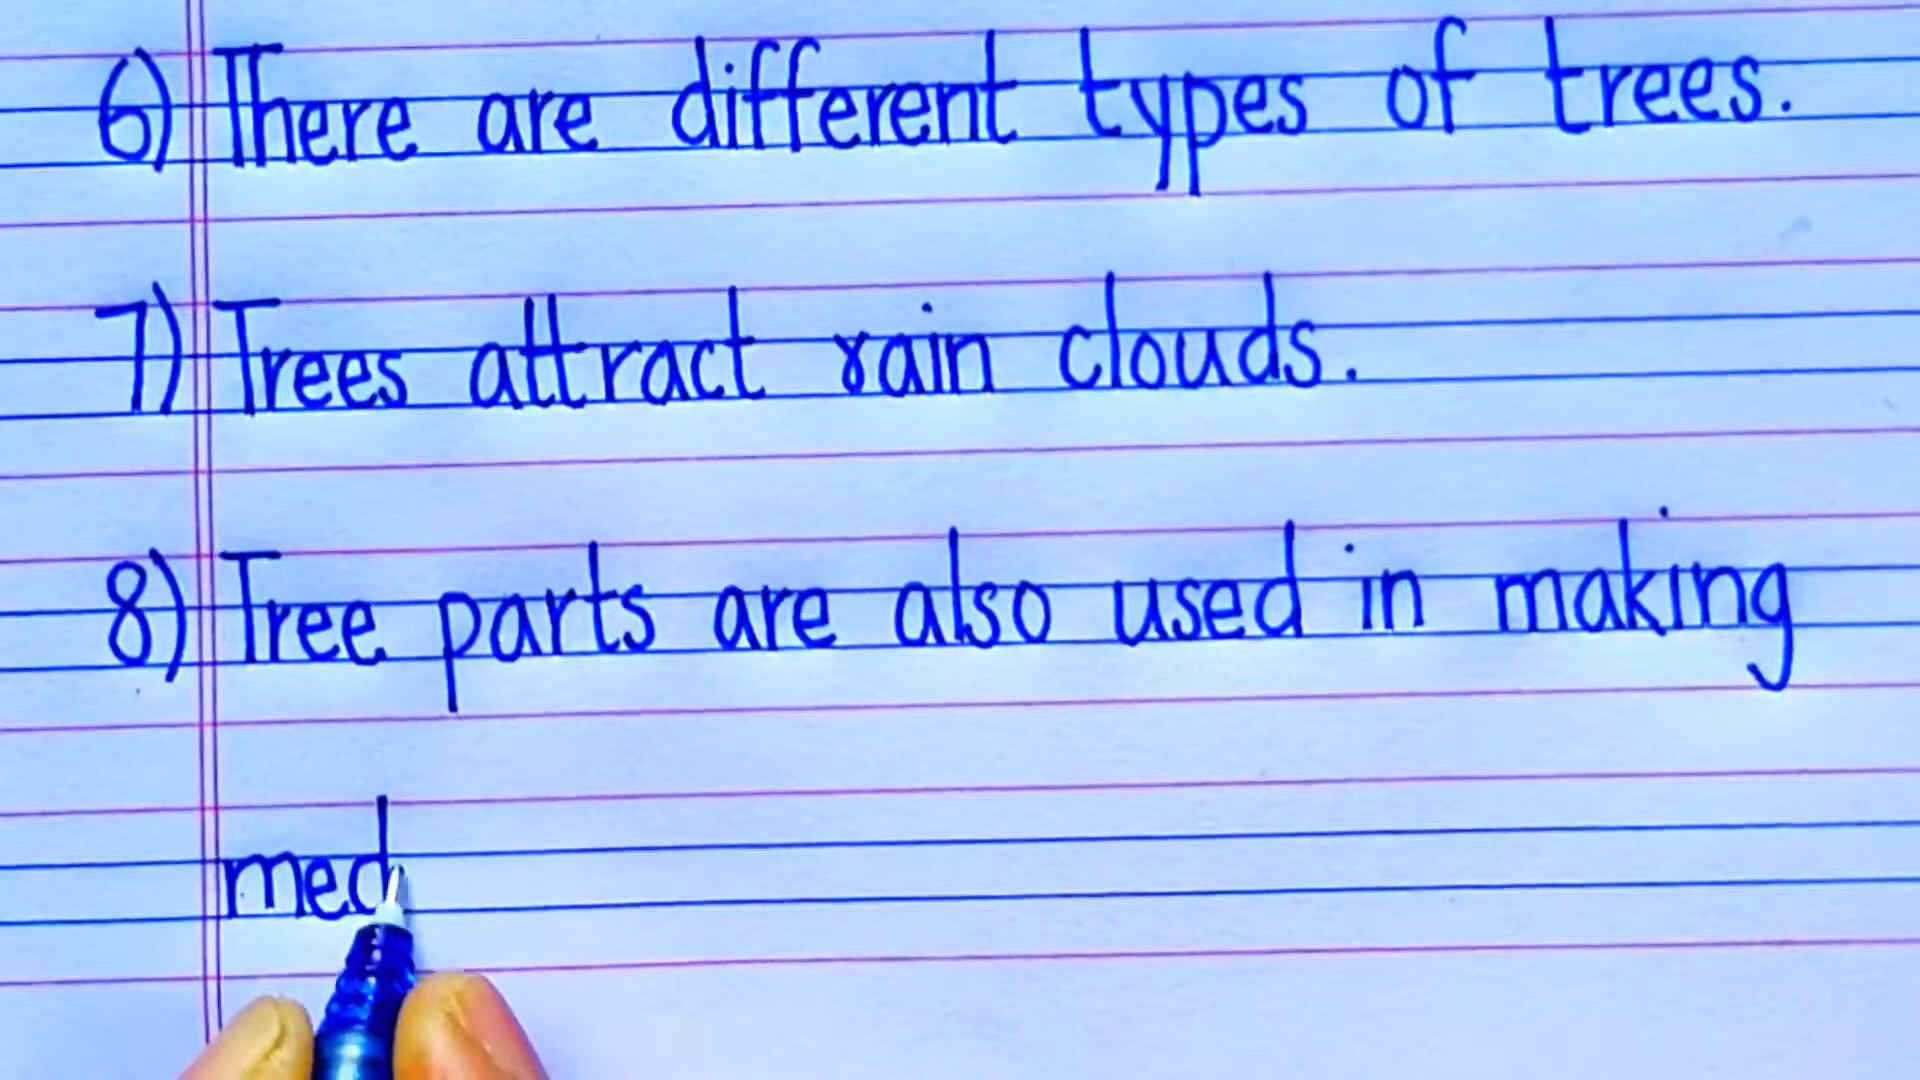 6) There are different types of trees.
7) Trees attract rain clouds.
8) Tree parts are also used in making
med